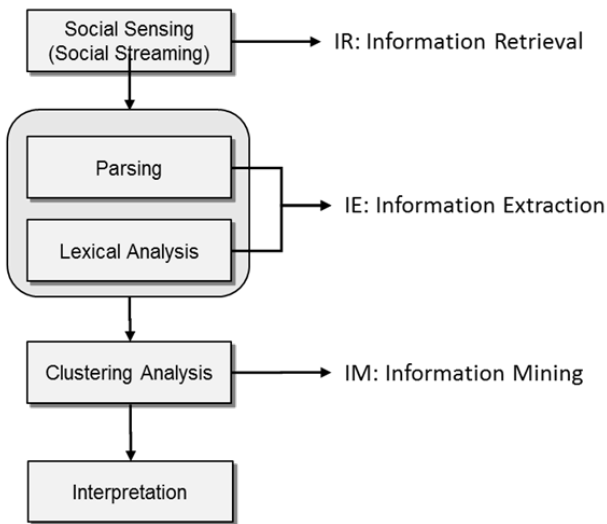 Social Sensing
(Social Streaming)
IR: Information Retrieval
Parsing
IE: Information Extraction
Lexical Analysis
Clustering Analysis
IM: Information Mining
Interpretation